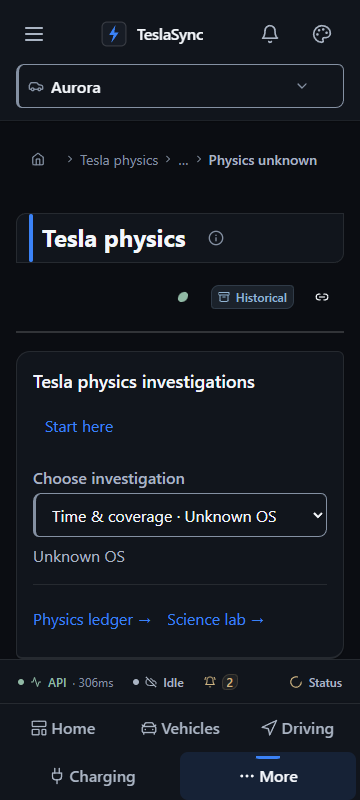 TeslaSync
Aurora
Tesla physics > ... > Physics unknown
Tesla physics
Historical
Tesla physics investigations
Start here
Choose investigation
Time & coverage · Unknown OS
Unknown OS
Physics ledger → Science lab →
API · 306ms Idle 2 Status
Home Vehicles Driving
Charging ··· More